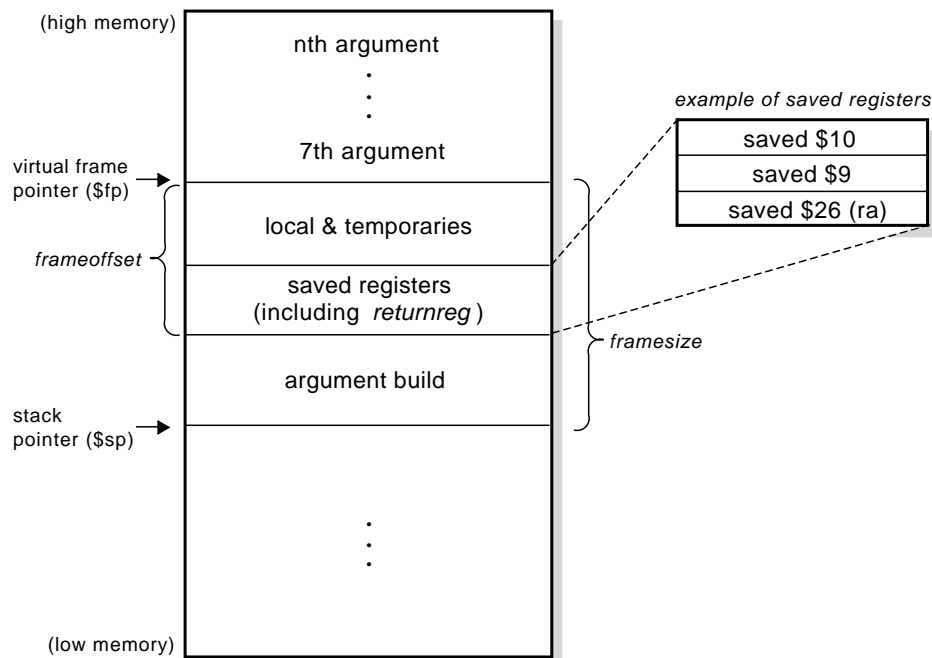 (high memory)
nth argument
.
.
.
example of saved registers
saved $10
saved $9
saved $26 (ra)
7th argument
virtual frame
pointer ($fp)
local & temporaries
frameoffset
saved registers
(including returnreg )
framesize
argument build
stack
pointer ($sp)
.
.
.
(low memory)